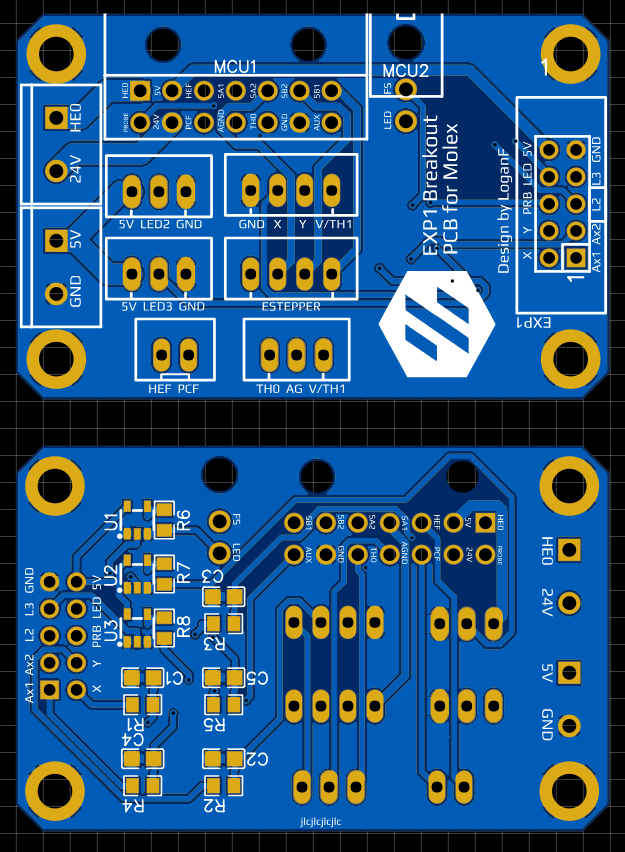 MCU1
MCU2
1
HE0 5V HEF SA1 SA2 SB2 SB1
PROBE 24V PCF AGND TH0 GND AUX
FS
LED
HE0
24V
5V
GND
5V LED2 GND
GND X Y V/TH1
5V LED3 GND
ESTEPPER
HEF PCF
TH0 AG V/TH1
EXP1 Breakout
PCB for Molex
Design by LoganF
X Y PRB LED 5V
Ax1 Ax2 L2 L3 GND
1
EXP1
U1
R6
U2
R7
U3
R8
FS
LED
C3
R3
C1
R1
C5
R5
C4
R4
C2
R2
GND
L3
L2
Ax1 Ax2
5V
LED
PRB
Y
X
SB1 SB2 SA2 SA1 HEF 5V HE0
AUX GND TH0 AGND PCF 24V PROBE
HE0
24V
5V
GND
jlcjlcjlcjlc